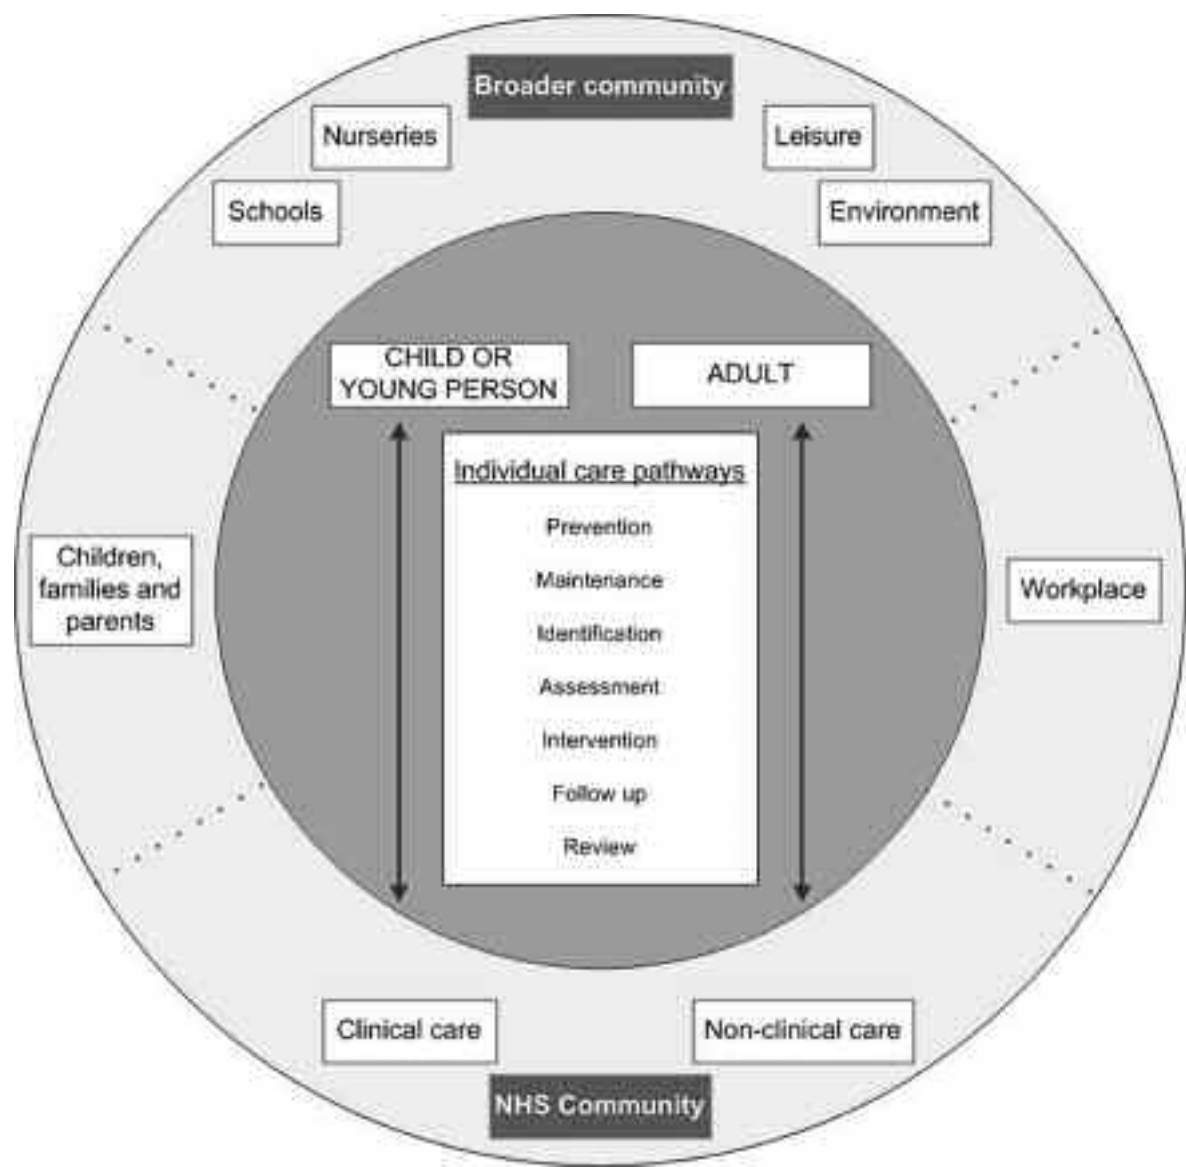 Broader community
Nurseries
Leisure
Schools
Environment
CHILD OR
YOUNG PERSON
ADULT
Individual care pathways
Prevention
Maintenance
Identification
Assessment
Intervention
Follow up
Review
Children,
families and
parents
Workplace
Clinical care
Non-clinical care
NHS Community